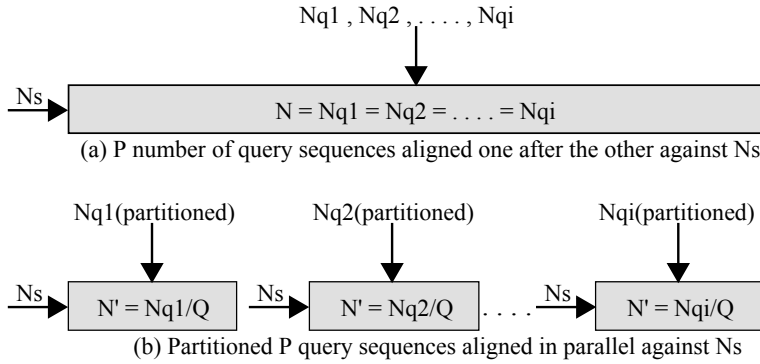 Nq1 , Nq2 , . . . . , Nqi
Ns
N = Nq1 = Nq2 = . . . . = Nqi
(a) P number of query sequences aligned one after the other against Ns
Nq1(partitioned) Nq2(partitioned) Nqi(partitioned)
Ns N' = Nq1/Q Ns N' = Nq2/Q . . . . Ns N' = Nqi/Q
(b) Partitioned P query sequences aligned in parallel against Ns